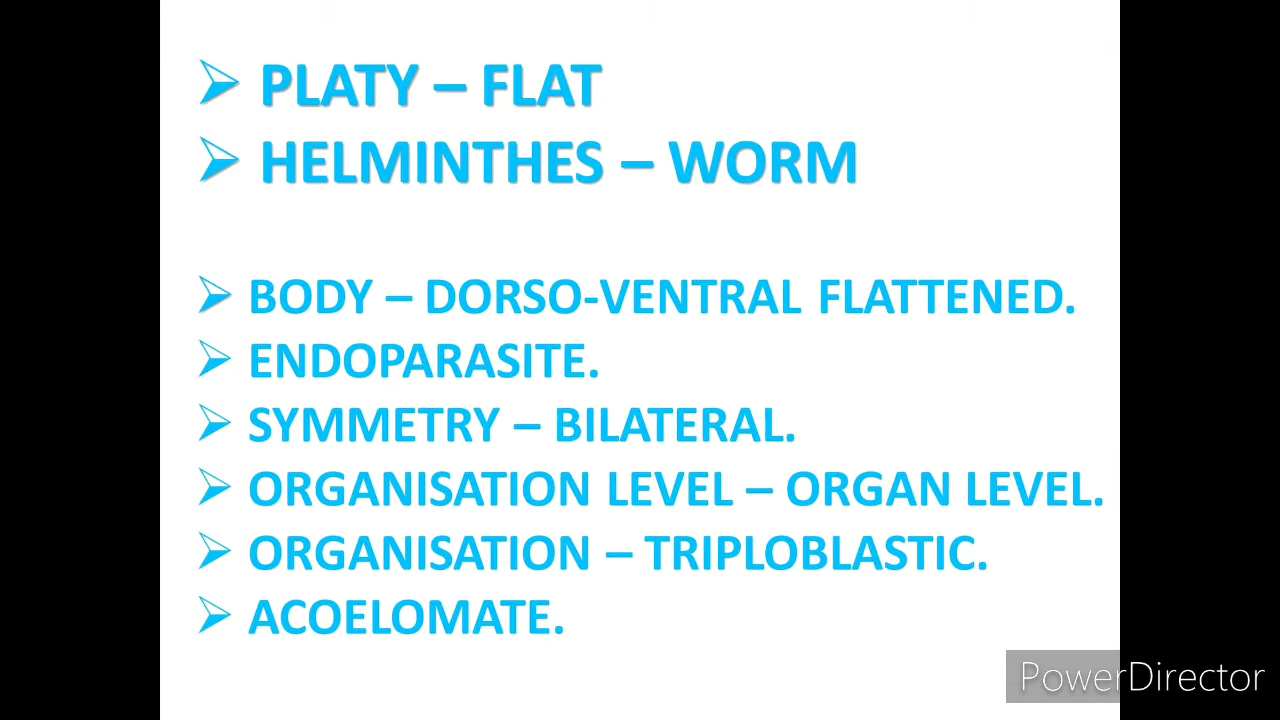 ➢ PLATY – FLAT
➢ HELMINTHES – WORM
➢ BODY – DORSO-VENTRAL FLATTENED.
➢ ENDOPARASITE.
➢ SYMMETRY – BILATERAL.
➢ ORGANISATION LEVEL – ORGAN LEVEL.
➢ ORGANISATION – TRIPLOBLASTIC.
➢ ACOELOMATE.
PowerDirector